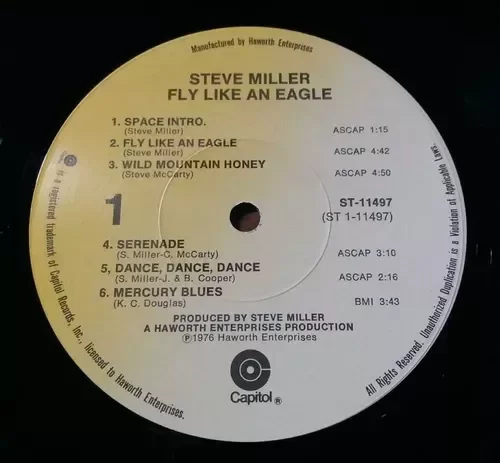 Manufactured by Haworth Enterprises
STEVE MILLER
FLY LIKE AN EAGLE
1. SPACE INTRO. ASCAP 1:15
(Steve Miller)
2. FLY LIKE AN EAGLE ASCAP 4:42
(Steve Miller)
3. WILD MOUNTAIN HONEY ASCAP 4:50
(Steve McCarty)
1
ST-11497
(ST 1-11497)
4. SERENADE ASCAP 3:10
(S. Miller-C. McCarty)
5, DANCE, DANCE, DANCE ASCAP 2:16
(S. Miller-J. & B. Cooper)
6. MERCURY BLUES BMI 3:43
(K. C. Douglas)
PRODUCED BY STEVE MILLER
A HAWORTH ENTERPRISES PRODUCTION
Ⓟ1976 Haworth Enterprises
Capitol®
is a registered trademark of Capitol Records, Inc., licensed to Haworth Enterprises.
All Rights Reserved. Unauthorized Duplication is a Violation of Applicable Laws.